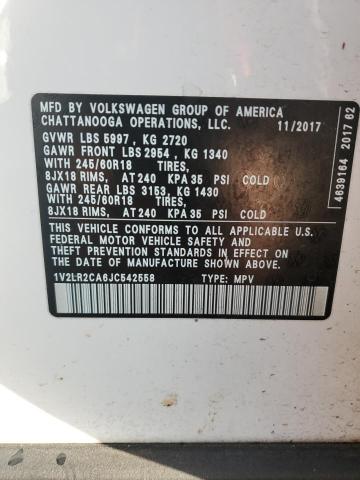 MFD BY VOLKSWAGEN GROUP OF AMERICA
CHATTANOOGA OPERATIONS, LLC. 11/2017
GVWR LBS 5997 , KG 2720
GAWR FRONT LBS 2954 , KG 1340
WITH 245/60R18 TIRES,
8JX18 RIMS, AT 240 KPA 35 PSI COLD
GAWR REAR LBS 3153, KG 1430
WITH 245/60R18 TIRES,
8JX18 RIMS, AT 240 KPA 35 PSI COLD
THIS VEHICLE CONFORMS TO ALL APPLICABLE U.S.
FEDERAL MOTOR VEHICLE SAFETY AND
THEFT PREVENTION STANDARDS IN EFFECT ON THE
DATE OF MANUFACTURE SHOWN ABOVE.
1V2LR2CA6JC542558 TYPE: MPV
4639164 2017 62